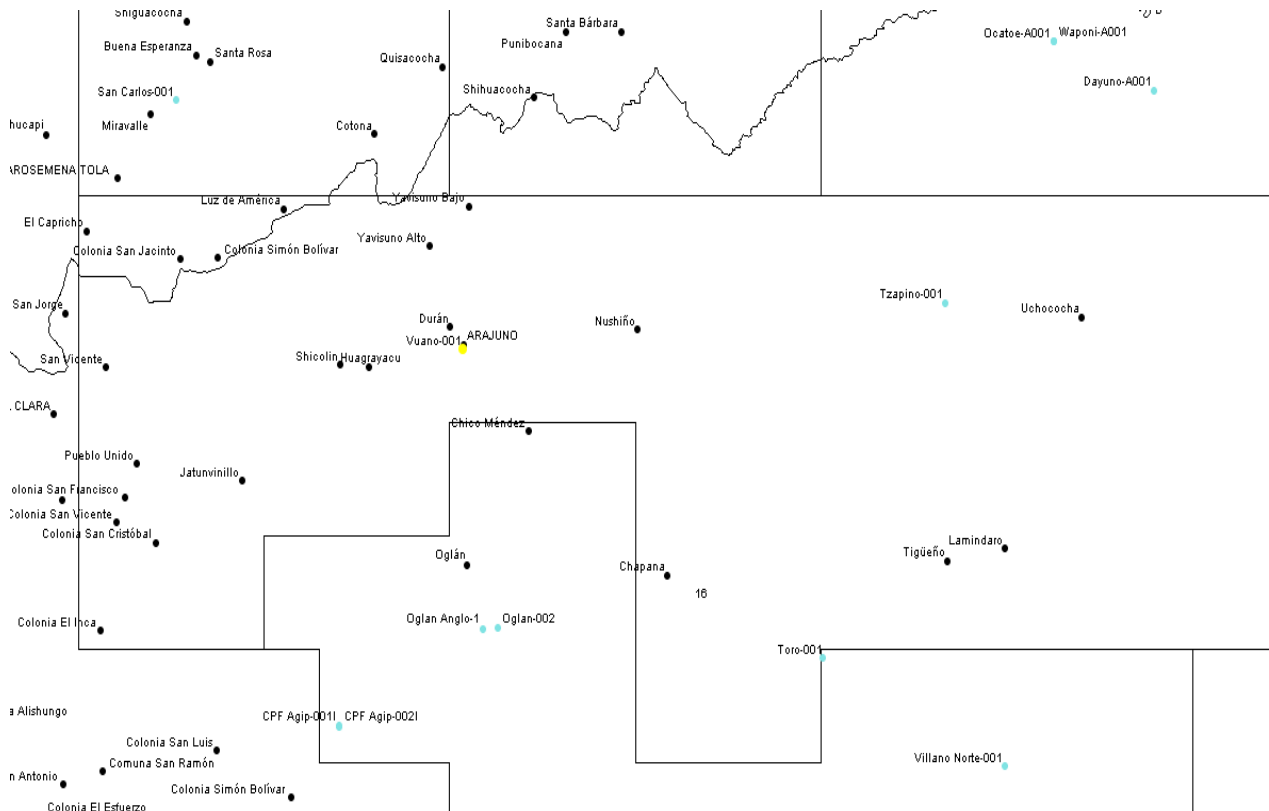 Shiguacocha
Santa Bárbara
Ocatoe-A001
Waponi-A001
Buena Esperanza
Santa Rosa
Punibocana
Quisacocha
Dayuno-A001
San Carlos-001
Shihuacocha
Miravalle
Cotona
hucapi
AROSEMENA TOLA
Luz de América
Yavisuno Bajo
El Capricho
Yavisuno Alto
Colonia San Jacinto
Colonia Simón Bolívar
Tzapino-001
San Jorge
Uchococha
Durán
Nushiño
Vuano-001
ARAJUNO
San Vicente
Shicolin
Huagrayacu
. CLARA
Chico Méndez
Pueblo Unido
Jatunvinillo
olonia San Francisco
Colonia San Vicente
Colonia San Cristóbal
Lamindaro
Oglán
Tigüeño
Chapana
16
Oglan Anglo-1
Oglan-002
Colonia El Inca
Toro-001
a Alishungo
CPF Agip-001I
CPF Agip-002I
Colonia San Luis
Comuna San Ramón
Villano Norte-001
n Antonio
Colonia Simón Bolívar
Colonia El Esfuerzo